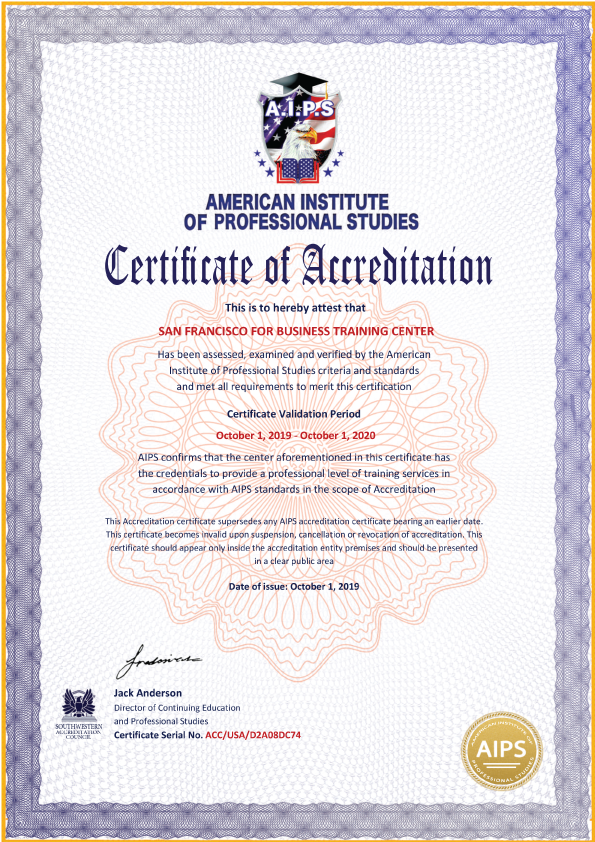 A.I.P.S
AMERICAN INSTITUTE
OF PROFESSIONAL STUDIES
Certificate of Accreditation
This is to hereby attest that
SAN FRANCISCO FOR BUSINESS TRAINING CENTER
Has been assessed, examined and verified by the American
Institute of Professional Studies criteria and standards
and met all requirements to merit this certification
Certificate Validation Period
October 1, 2019 - October 1, 2020
AIPS confirms that the center aforementioned in this certificate has
the credentials to provide a professional level of training services in
accordance with AIPS standards in the scope of Accreditation
This Accreditation certificate supersedes any AIPS accreditation certificate bearing an earlier date.
This certificate becomes invalid upon suspension, cancellation or revocation of accreditation. This
certificate should appear only inside the accreditation entity premises and should be presented
in a clear public area
Date of issue: October 1, 2019
Jack Anderson
Director of Continuing Education
and Professional Studies
Certificate Serial No. ACC/USA/D2A08DC74
SOUTHWESTERN
ACCREDITATION
COUNCIL
AMERICAN INSTITUTE OF
AIPS
PROFESSIONAL STUDIES